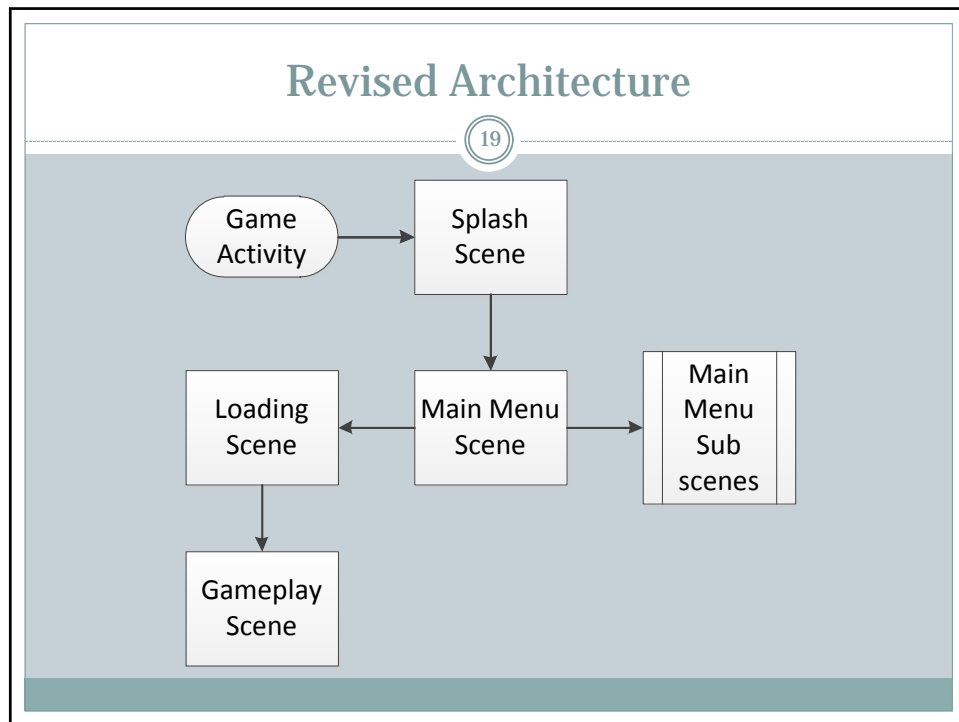 Revised Architecture
19
Game
Activity
Splash
Scene
Loading
Scene
Main Menu
Scene
Main
Menu
Sub
scenes
Gameplay
Scene